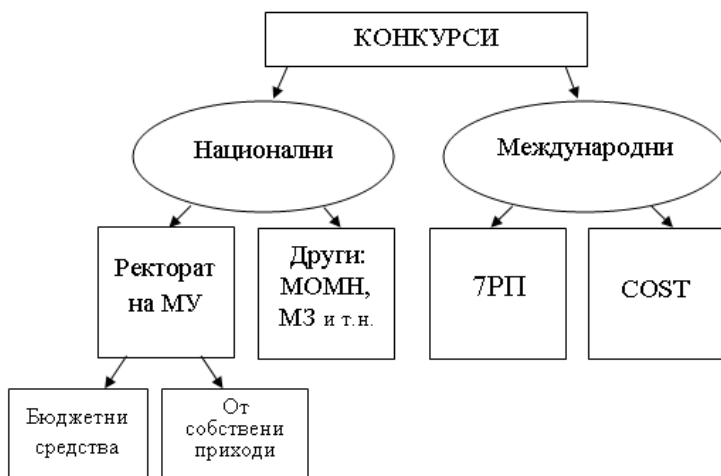 КОНКУРСИ
Национални
Международни
Ректорат
на МУ
Други:
МОМН,
МЗ и т.н.
7РП
COST
Бюджетни
средства
От
собствени
приходи